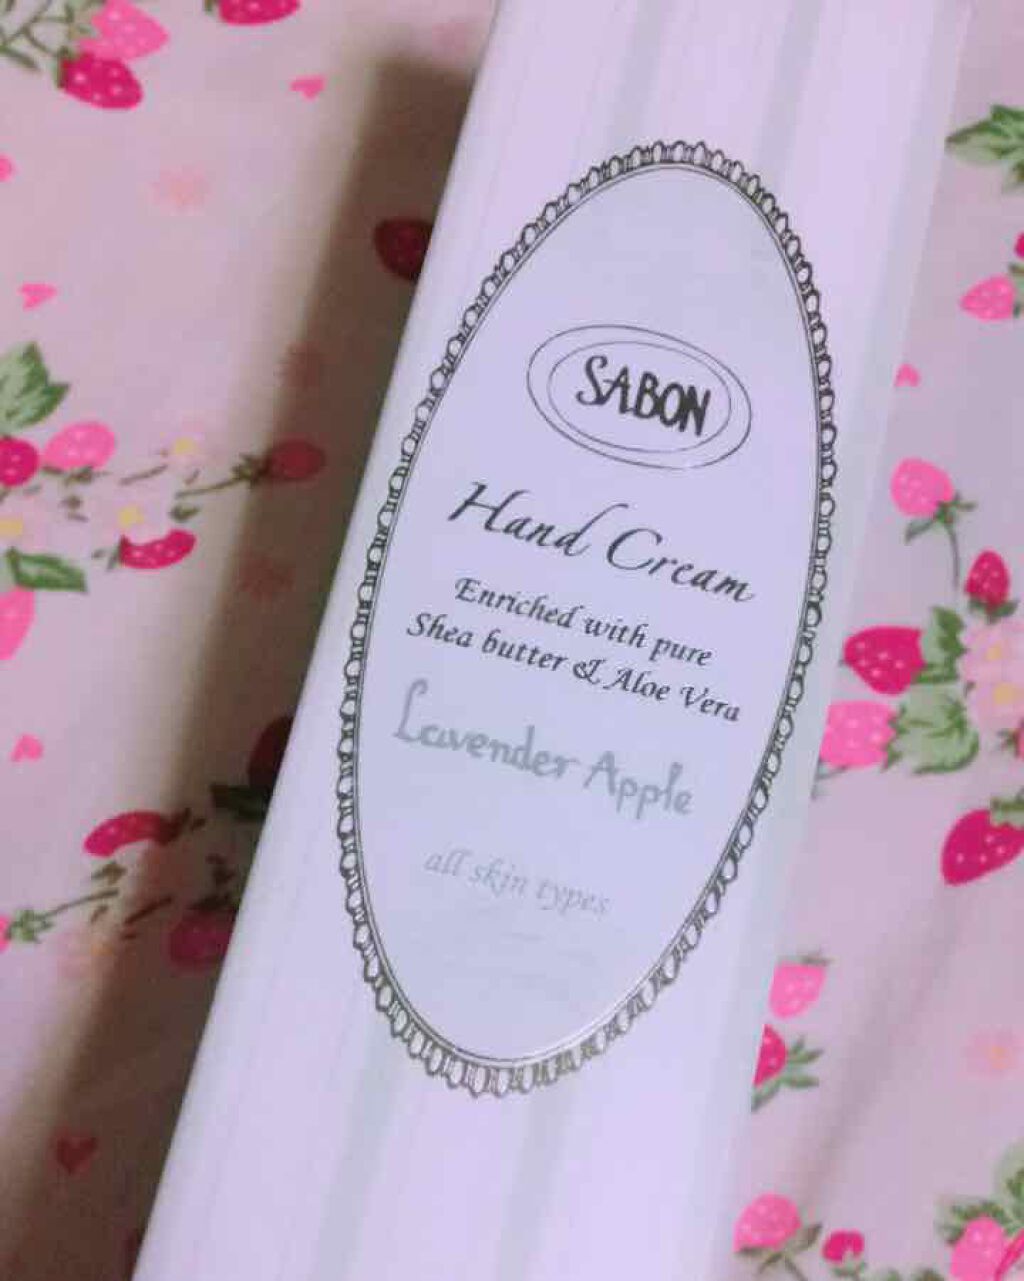 SABON
Hand Cream
Enriched with pure
Shea butter & Aloe Vera
Lavender Apple
all skin types